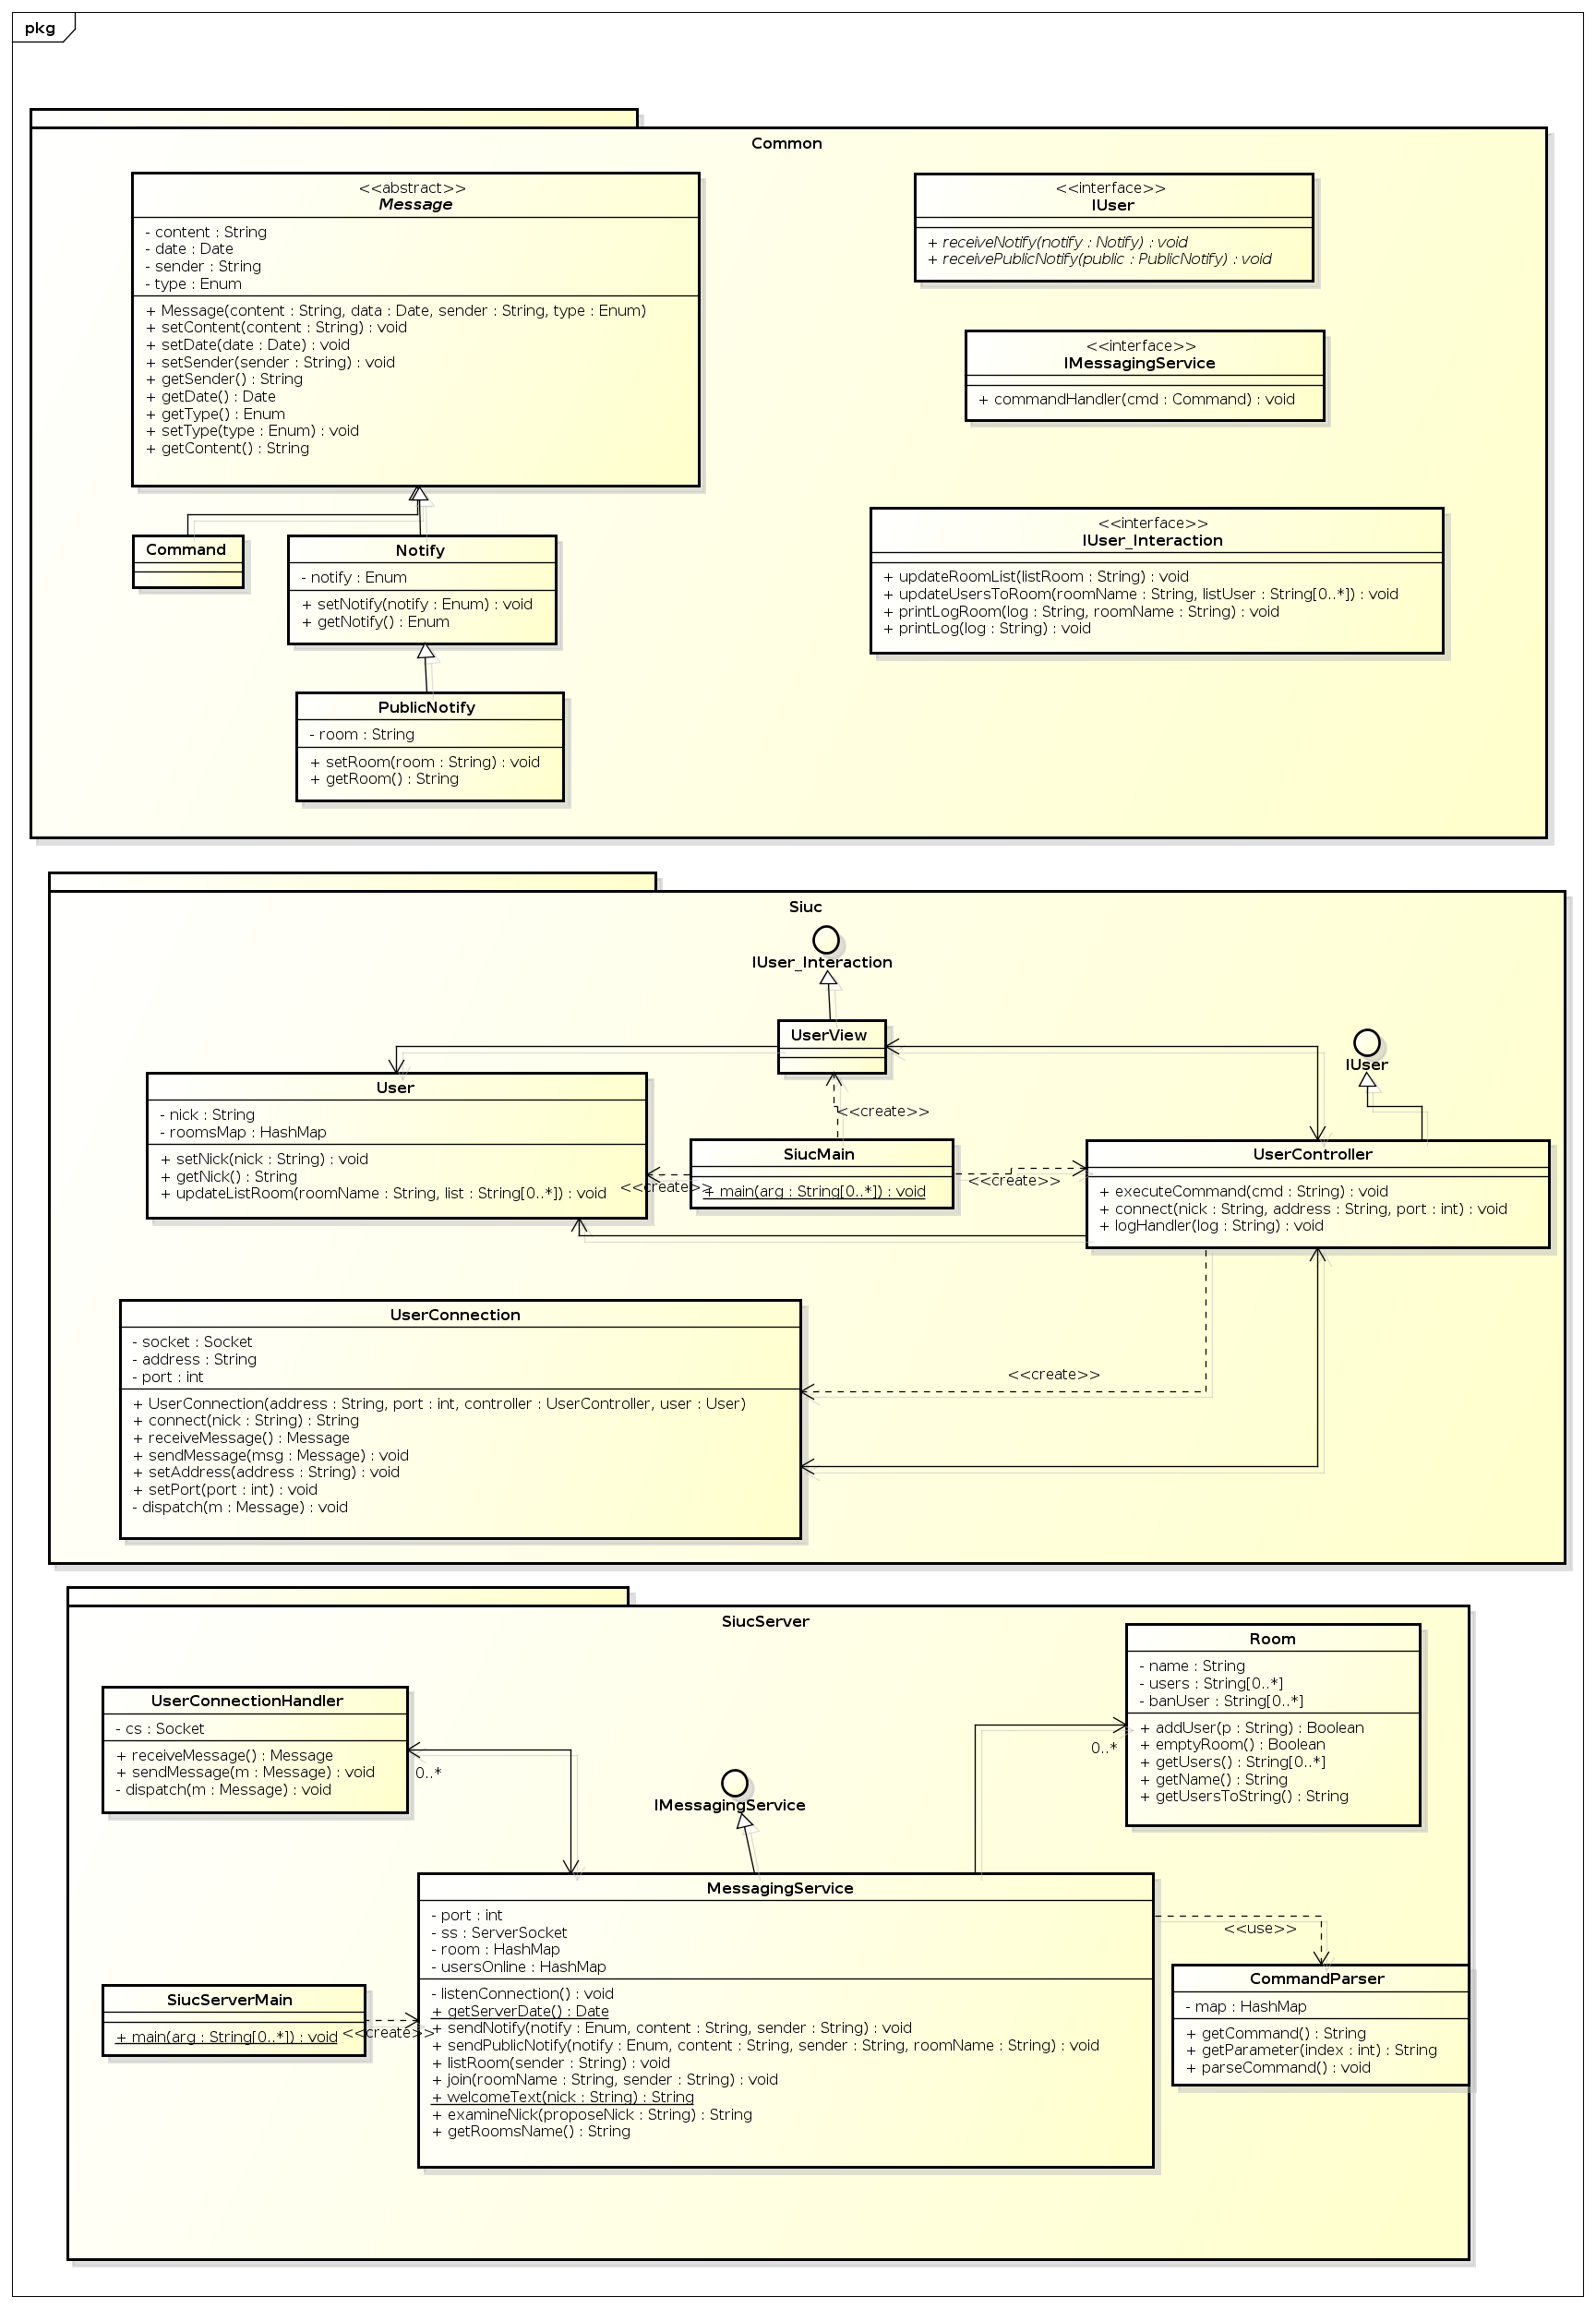 pkg
Common
<<abstract>>
Message
- content : String
- date : Date
- sender : String
- type : Enum
+ Message(content : String, data : Date, sender : String, type : Enum)
+ setContent(content : String) : void
+ setDate(date : Date) : void
+ setSender(sender : String) : void
+ getSender() : String
+ getDate() : Date
+ getType() : Enum
+ setType(type : Enum) : void
+ getContent() : String
<<interface>>
IUser
+ receiveNotify(notify : Notify) : void
+ receivePublicNotify(public : PublicNotify) : void
<<interface>>
IMessagingService
+ commandHandler(cmd : Command) : void
<<interface>>
IUser_Interaction
+ updateRoomList(listRoom : String) : void
+ updateUsersToRoom(roomName : String, listUser : String[0..*]) : void
+ printLogRoom(log : String, roomName : String) : void
+ printLog(log : String) : void
Command
Notify
- notify : Enum
+ setNotify(notify : Enum) : void
+ getNotify() : Enum
PublicNotify
- room : String
+ setRoom(room : String) : void
+ getRoom() : String
Siuc
IUser_Interaction
UserView
IUser
User
- nick : String
- roomsMap : HashMap
+ setNick(nick : String) : void
+ getNick() : String
+ updateListRoom(roomName : String, list : String[0..*]) : void
<<create>>
SiucMain
+ main(arg : String[0..*]) : void
<<create>>
<<create>>
UserController
+ executeCommand(cmd : String) : void
+ connect(nick : String, address : String, port : int) : void
+ logHandler(log : String) : void
UserConnection
- socket : Socket
- address : String
- port : int
+ UserConnection(address : String, port : int, controller : UserController, user : User)
+ connect(nick : String) : String
+ receiveMessage() : Message
+ sendMessage(msg : Message) : void
+ setAddress(address : String) : void
+ setPort(port : int) : void
- dispatch(m : Message) : void
<<create>>
SiucServer
Room
- name : String
- users : String[0..*]
- banUser : String[0..*]
+ addUser(p : String) : Boolean
+ emptyRoom() : Boolean
+ getUsers() : String[0..*]
+ getName() : String
+ getUsersToString() : String
0..*
UserConnectionHandler
- cs : Socket
+ receiveMessage() : Message
+ sendMessage(m : Message) : void
- dispatch(m : Message) : void
0..*
IMessagingService
MessagingService
- port : int
- ss : ServerSocket
- room : HashMap
- usersOnline : HashMap
- listenConnection() : void
+ getServerDate() : Date
+ sendNotify(notify : Enum, content : String, sender : String) : void
+ sendPublicNotify(notify : Enum, content : String, sender : String, roomName : String) : void
+ listRoom(sender : String) : void
+ join(roomName : String, sender : String) : void
+ welcomeText(nick : String) : String
+ examineNick(proposeNick : String) : String
+ getRoomsName() : String
<<use>>
CommandParser
- map : HashMap
+ getCommand() : String
+ getParameter(index : int) : String
+ parseCommand() : void
SiucServerMain
+ main(arg : String[0..*]) : void
<<create>>